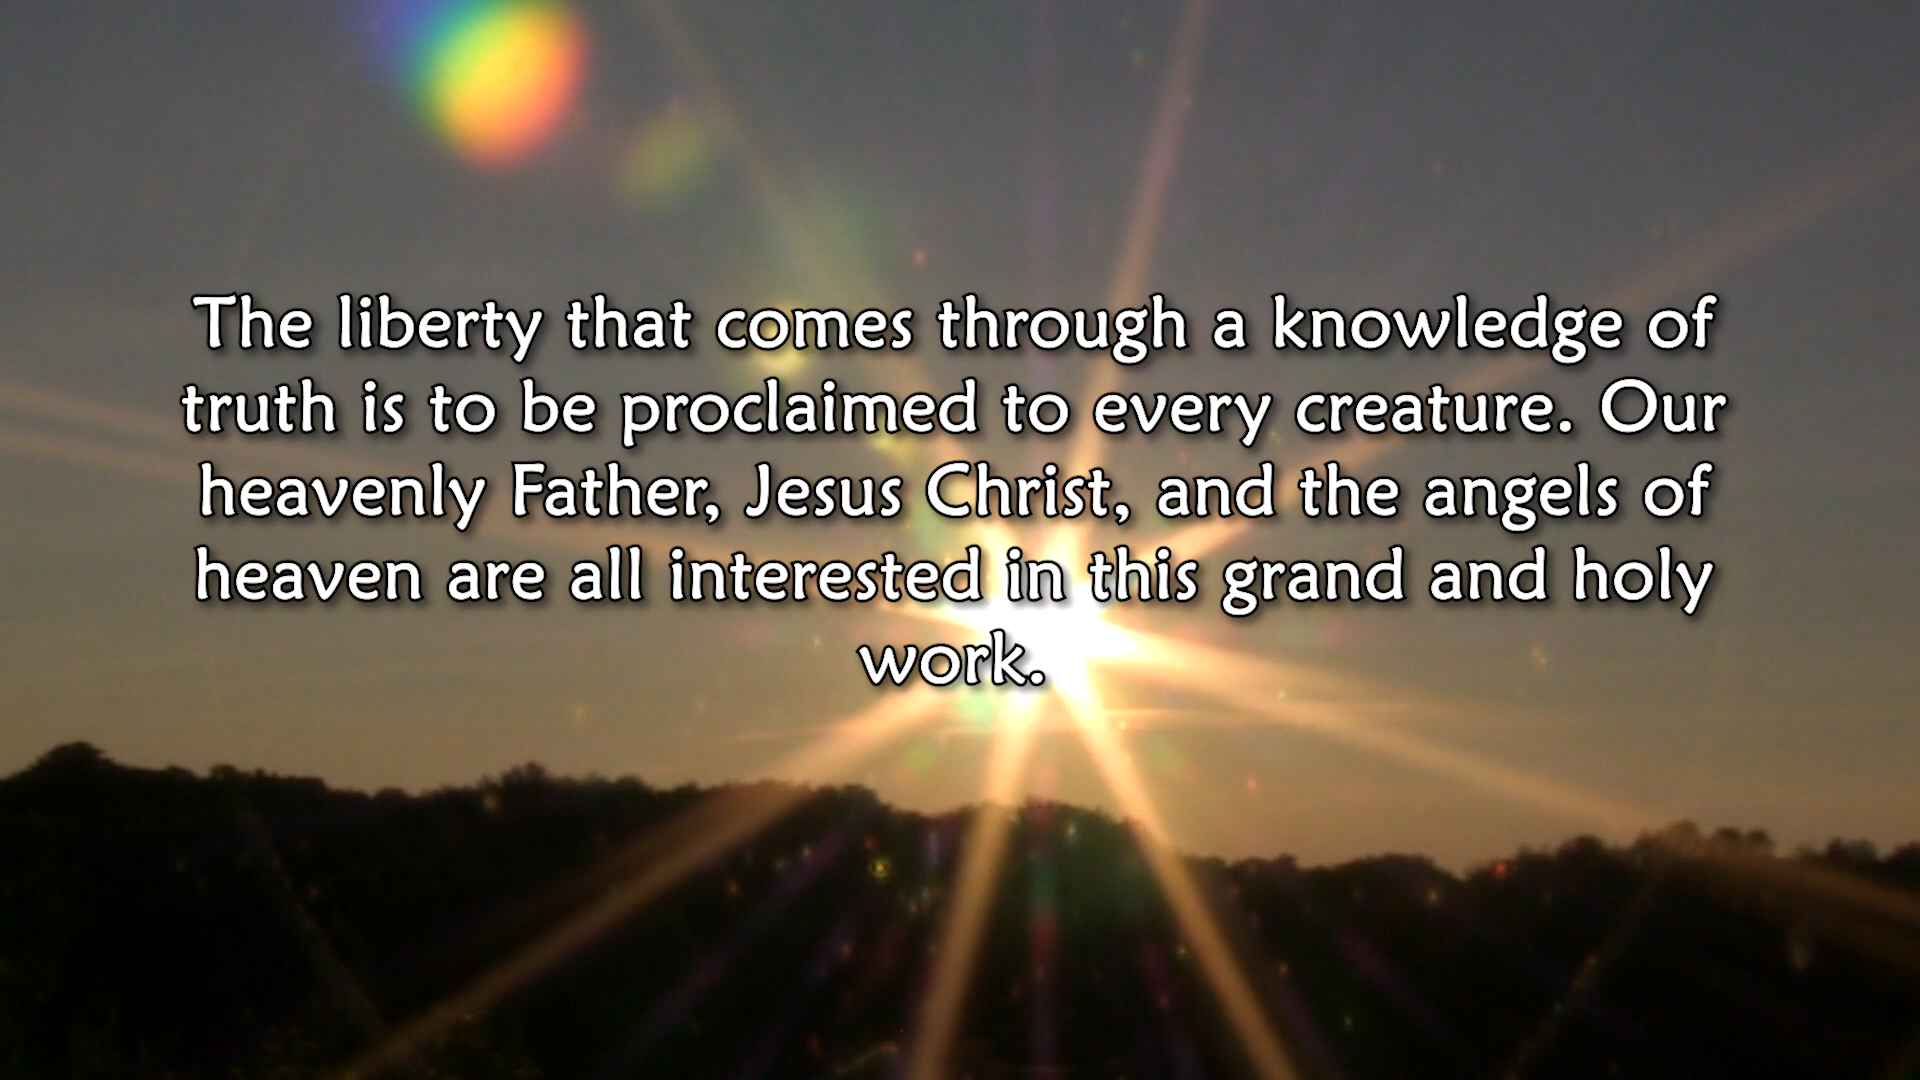 The liberty that comes through a knowledge of
truth is to be proclaimed to every creature. Our
heavenly Father, Jesus Christ, and the angels of
heaven are all interested in this grand and holy
work.